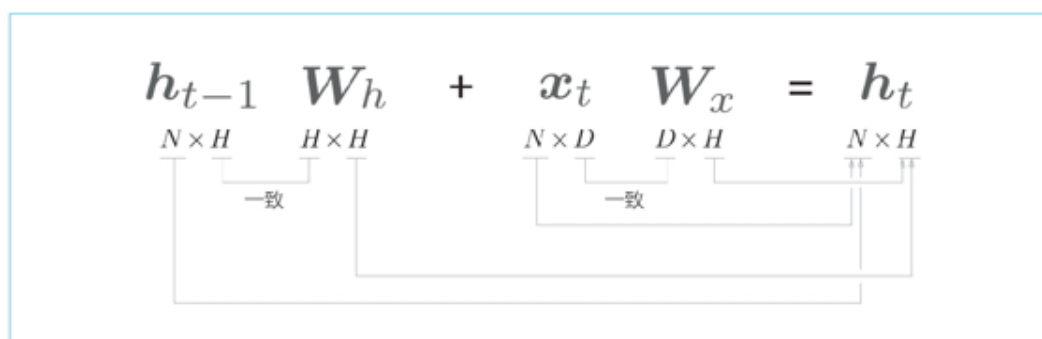 h_{t−1} W_h + x_t W_x = h_t
N × H H × H N × D D × H N × H
一致 一致